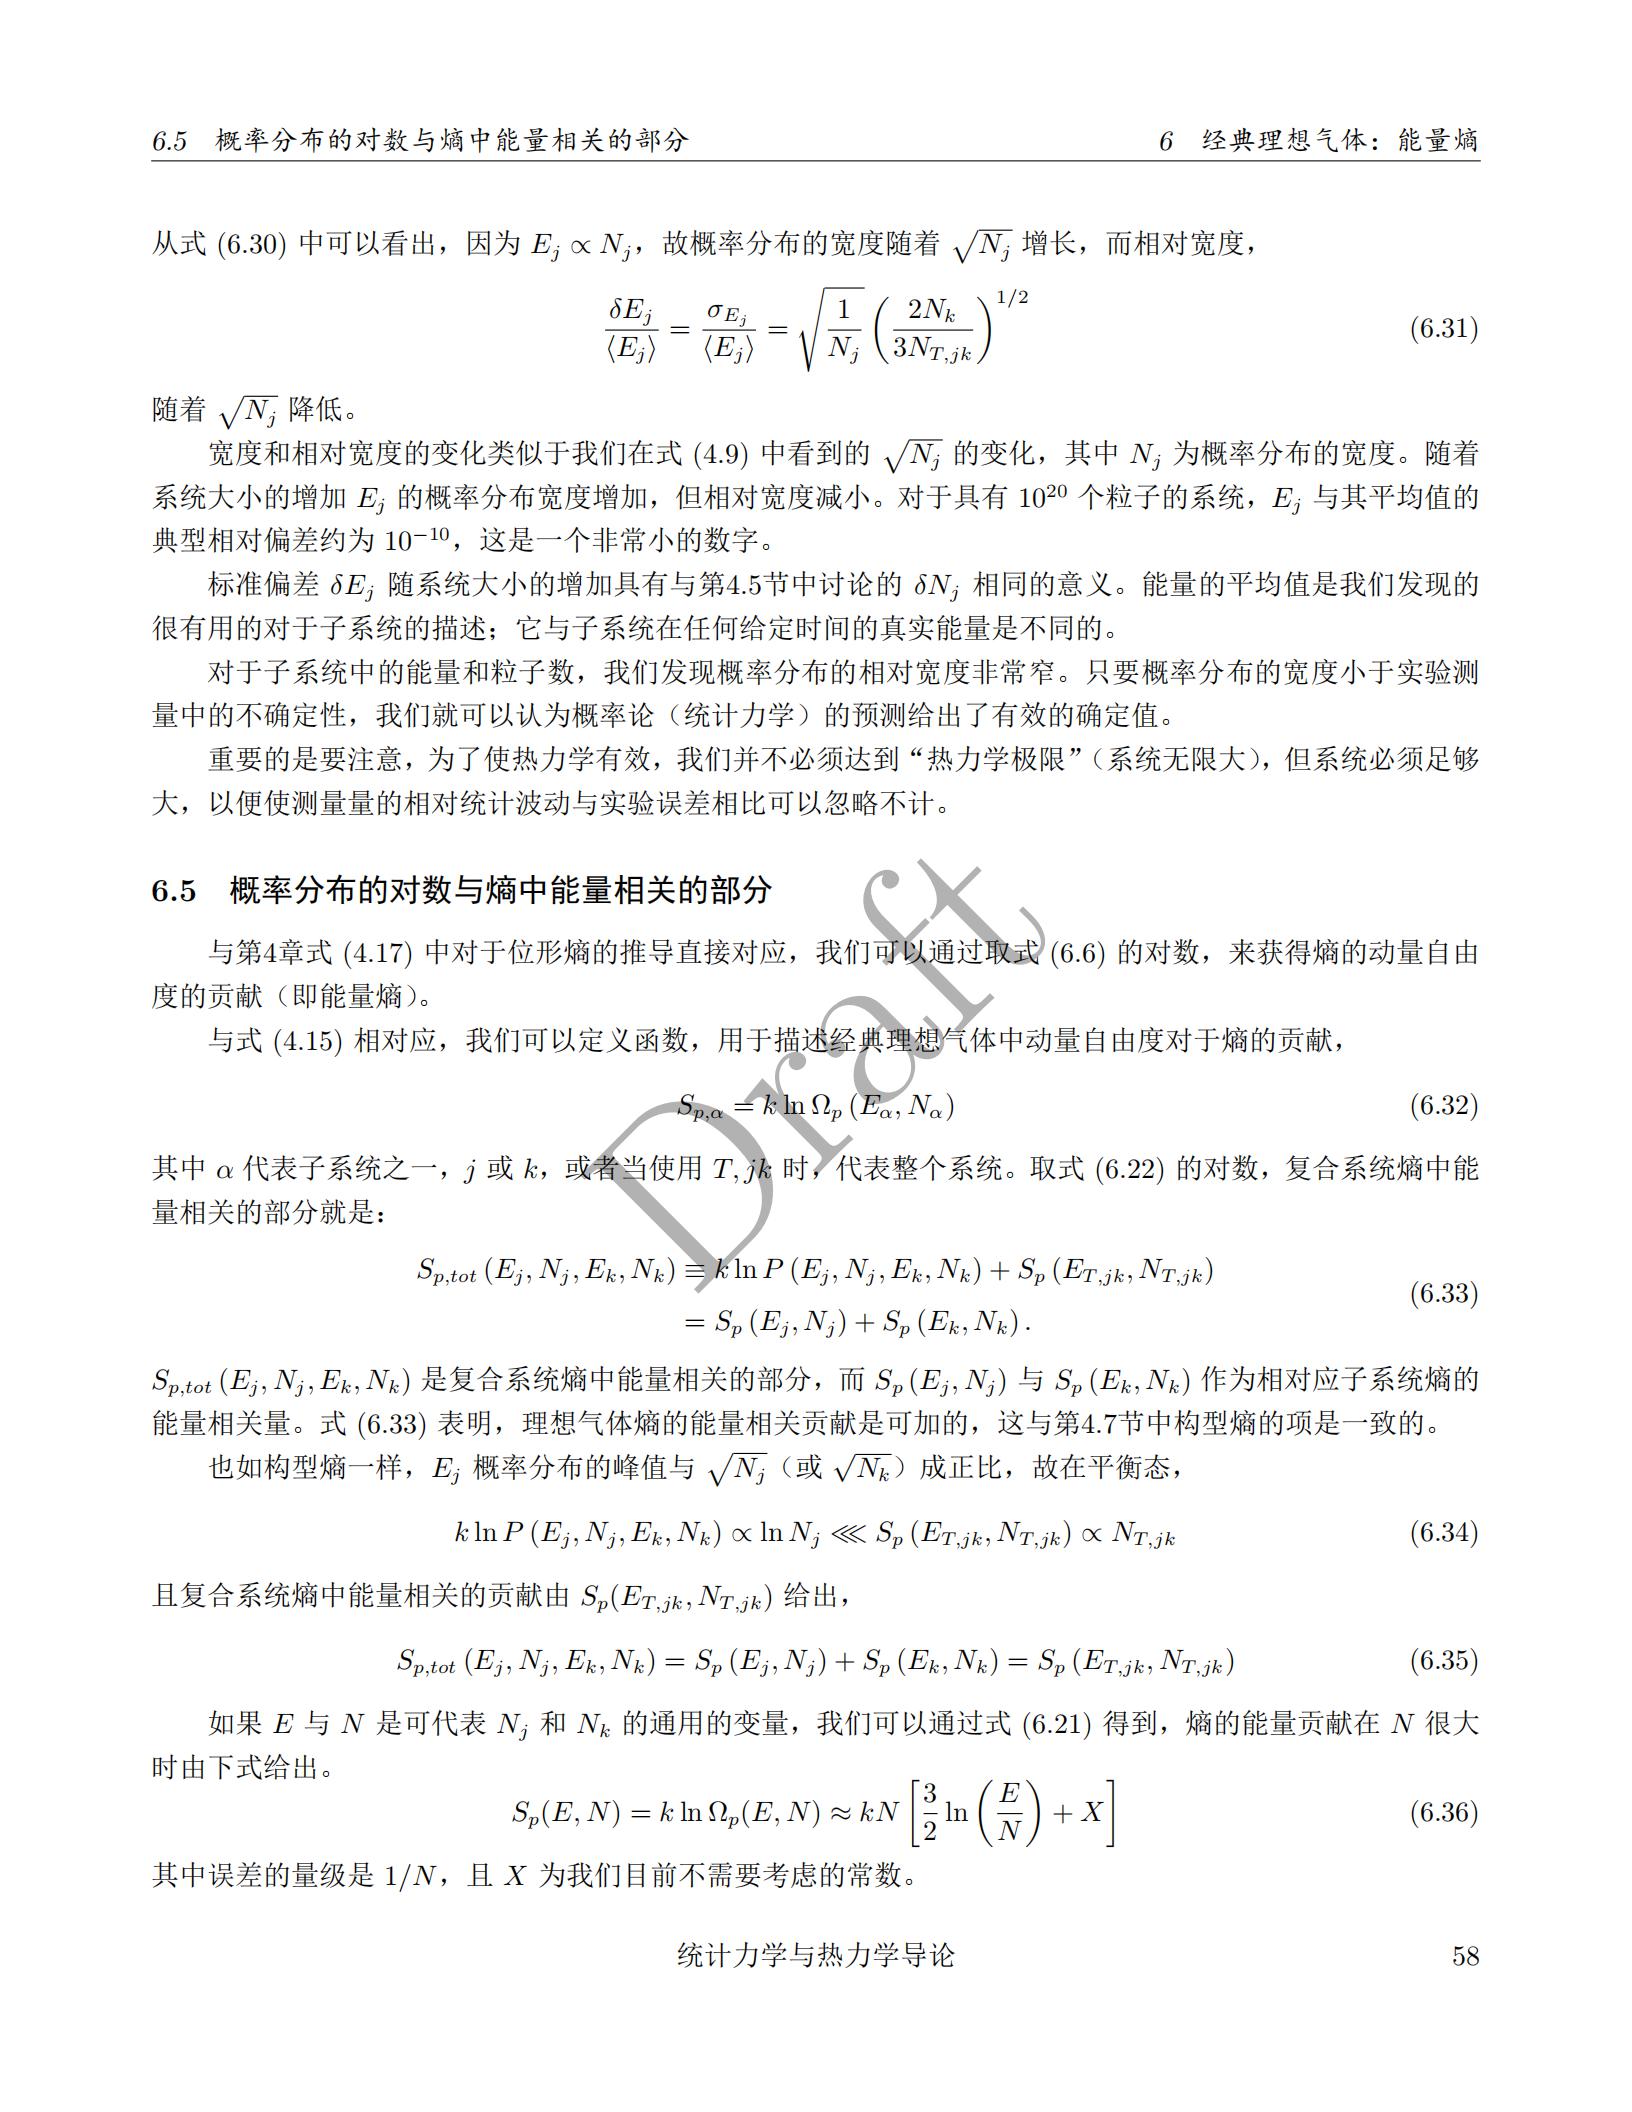 6.5 概率分布的对数与熵中能量相关的部分 6 经典理想气体：能量熵
从式 (6.30) 中可以看出，因为 $E_j \propto N_j$，故概率分布的宽度随着 $\sqrt{N_j}$ 增长，而相对宽度，
$\frac{\delta E_j}{\langle E_j \rangle} = \frac{\sigma_{E_j}}{\langle E_j \rangle} = \sqrt{\frac{1}{N_j}} \left( \frac{2N_k}{3N_{T,jk}} \right)^{1/2}$ (6.31)
随着 $\sqrt{N_j}$ 降低。
宽度和相对宽度的变化类似于我们在式 (4.9) 中看到的 $\sqrt{N_j}$ 的变化，其中 $N_j$ 为概率分布的宽度。随着
系统大小的增加 $E_j$ 的概率分布宽度增加，但相对宽度减小。对于具有 $10^{20}$ 个粒子的系统，$E_j$ 与其平均值的
典型相对偏差约为 $10^{-10}$，这是一个非常小的数字。
标准偏差 $\delta E_j$ 随系统大小的增加具有与第4.5节中讨论的 $\delta N_j$ 相同的意义。能量的平均值是我们发现的
很有用的对于子系统的描述；它与子系统在任何给定时间的真实能量是不同的。
对于子系统中的能量和粒子数，我们发现概率分布的相对宽度非常窄。只要概率分布的宽度小于实验测
量中的不确定性，我们就可以认为概率论（统计力学）的预测给出了有效的确定值。
重要的是要注意，为了使热力学有效，我们并不必须达到“热力学极限”（系统无限大），但系统必须足够
大，以便使测量量的相对统计波动与实验误差相比可以忽略不计。
6.5 概率分布的对数与熵中能量相关的部分
与第4章式 (4.17) 中对于位形熵的推导直接对应，我们可以通过取式 (6.6) 的对数，来获得熵的动量自由
度的贡献（即能量熵）。
与式 (4.15) 相对应，我们可以定义函数，用于描述经典理想气体中动量自由度对于熵的贡献，
$S_{p,\alpha} = k \ln \Omega_p (E_\alpha, N_\alpha)$ (6.32)
其中 $\alpha$ 代表子系统之一，$j$ 或 $k$，或者当使用 $T, jk$ 时，代表整个系统。取式 (6.22) 的对数，复合系统熵中能
量相关的部分就是：
$S_{p,tot} (E_j, N_j, E_k, N_k) \equiv k \ln P (E_j, N_j, E_k, N_k) + S_p (E_{T,jk}, N_{T,jk})$
$= S_p (E_j, N_j) + S_p (E_k, N_k) .$ (6.33)
$S_{p,tot} (E_j, N_j, E_k, N_k)$ 是复合系统熵中能量相关的部分，而 $S_p (E_j, N_j)$ 与 $S_p (E_k, N_k)$ 作为相对应子系统熵的
能量相关量。式 (6.33) 表明，理想气体熵的能量相关贡献是可加的，这与第4.7节中构型熵的项是一致的。
也如构型熵一样，$E_j$ 概率分布的峰值与 $\sqrt{N_j}$（或 $\sqrt{N_k}$）成正比，故在平衡态，
$k \ln P (E_j, N_j, E_k, N_k) \propto \ln N_j \lll S_p (E_{T,jk}, N_{T,jk}) \propto N_{T,jk}$ (6.34)
且复合系统熵中能量相关的贡献由 $S_p(E_{T,jk}, N_{T,jk})$ 给出，
$S_{p,tot} (E_j, N_j, E_k, N_k) = S_p (E_j, N_j) + S_p (E_k, N_k) = S_p (E_{T,jk}, N_{T,jk})$ (6.35)
如果 $E$ 与 $N$ 是可代表 $N_j$ 和 $N_k$ 的通用的变量，我们可以通过式 (6.21) 得到，熵的能量贡献在 $N$ 很大
时由下式给出。
$S_p(E, N) = k \ln \Omega_p(E, N) \approx kN \left[ \frac{3}{2} \ln \left( \frac{E}{N} \right) + X \right]$ (6.36)
其中误差的量级是 $1/N$，且 $X$ 为我们目前不需要考虑的常数。
统计力学与热力学导论 58
Draft